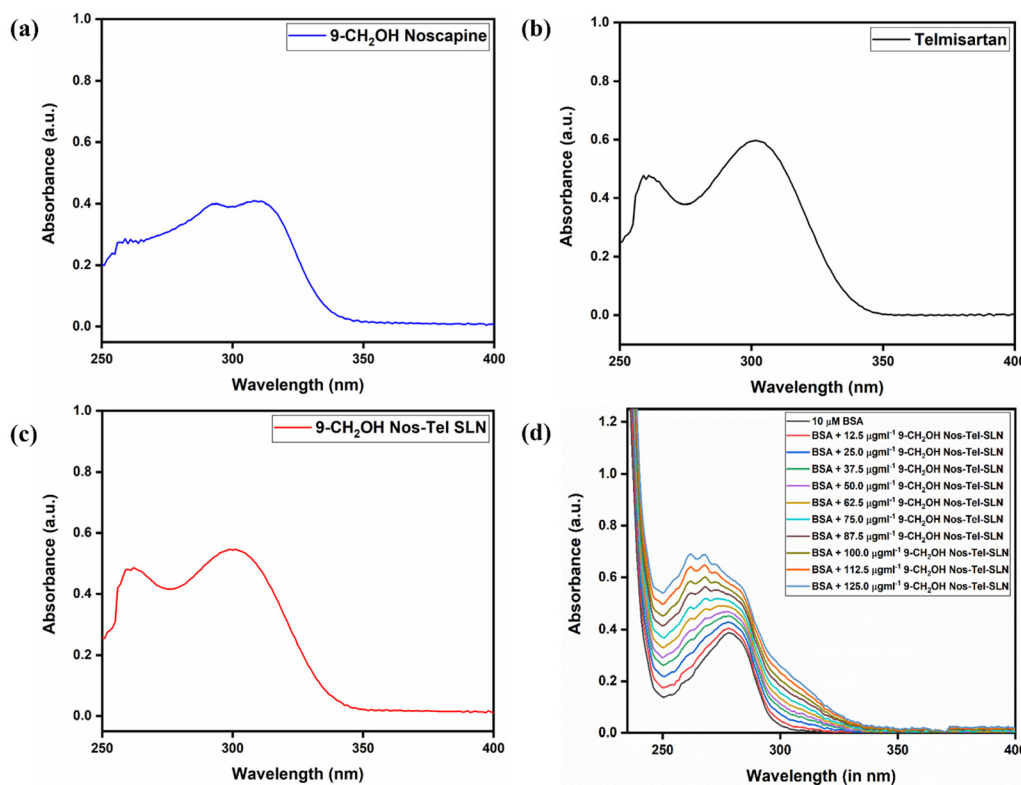 (a)
9-CH₂OH Noscapine
1.0
0.8
0.6
0.4
0.2
0.0
Absorbance (a.u.)
250
300
350
400
Wavelength (nm)
(b)
Telmisartan
1.0
0.8
0.6
0.4
0.2
0.0
Absorbance (a.u.)
250
300
350
400
Wavelength (nm)
(c)
9-CH₂OH Nos-Tel SLN
1.0
0.8
0.6
0.4
0.2
0.0
Absorbance (a.u.)
250
300
350
400
Wavelength (nm)
(d)
10 μM BSA
BSA + 12.5 μgml⁻¹ 9-CH₂OH Nos-Tel-SLN
BSA + 25.0 μgml⁻¹ 9-CH₂OH Nos-Tel-SLN
BSA + 37.5 μgml⁻¹ 9-CH₂OH Nos-Tel-SLN
BSA + 50.0 μgml⁻¹ 9-CH₂OH Nos-Tel-SLN
BSA + 62.5 μgml⁻¹ 9-CH₂OH Nos-Tel-SLN
BSA + 75.0 μgml⁻¹ 9-CH₂OH Nos-Tel-SLN
BSA + 87.5 μgml⁻¹ 9-CH₂OH Nos-Tel-SLN
BSA + 100.0 μgml⁻¹ 9-CH₂OH Nos-Tel-SLN
BSA + 112.5 μgml⁻¹ 9-CH₂OH Nos-Tel-SLN
BSA + 125.0 μgml⁻¹ 9-CH₂OH Nos-Tel-SLN
1.2
1.0
0.8
0.6
0.4
0.2
0.0
Absorbance (a.u.)
250
300
350
400
Wavelength (in nm)